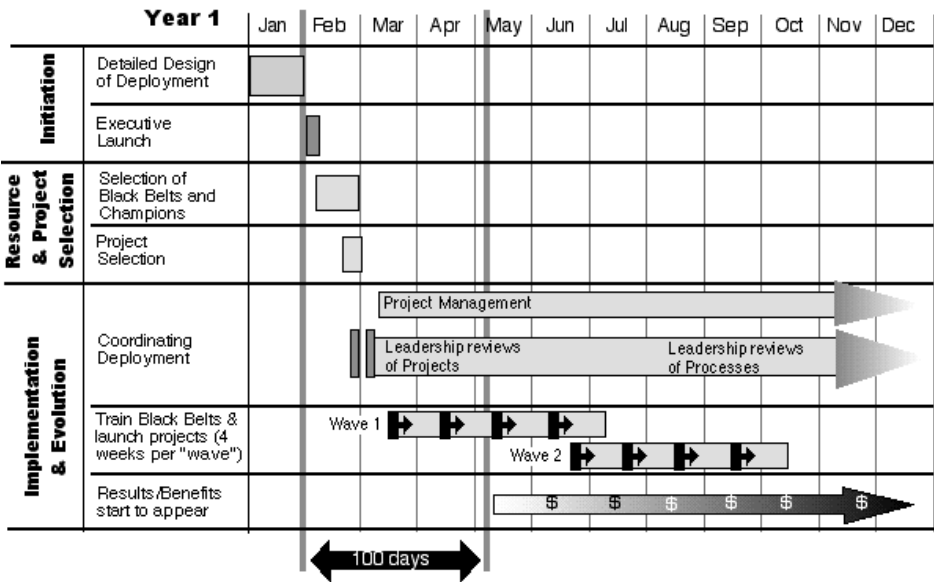 Year 1
Jan Feb Mar Apr May Jun Jul Aug Sep Oct Nov Dec
Initiation
Detailed Design
of Deployment
Executive
Launch
Resource
& Project
Selection
Selection of
Black Belts and
Champions
Project
Selection
Implementation
& Evolution
Coordinating
Deployment
Project Management
Leadership reviews
of Projects
Leadership reviews
of Processes
Train Black Belts &
launch projects (4
weeks per "wave")
Wave 1
Wave 2
Results/Benefits
start to appear
$ $ $ $ $ $
100 days